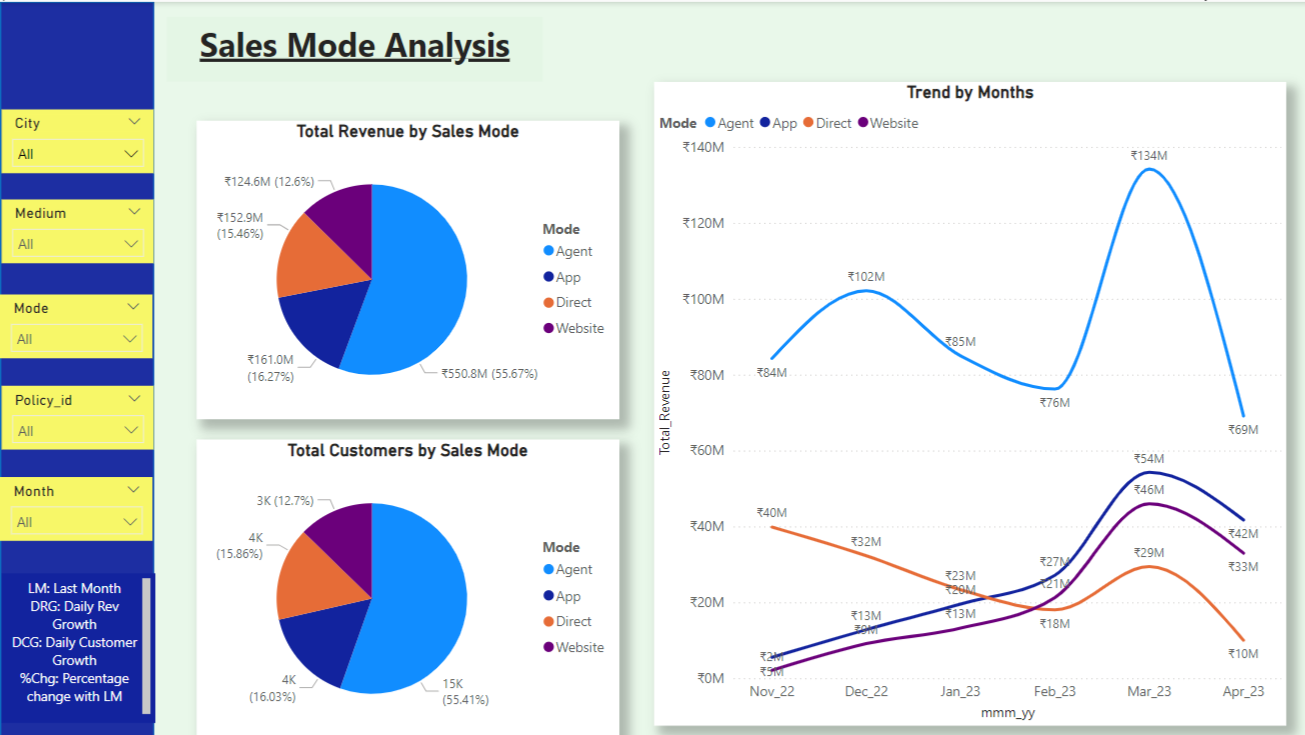 Sales Mode Analysis
City
All
Medium
All
Mode
All
Policy_id
All
Month
All
LM: Last Month
DRG: Daily Rev
Growth
DCG: Daily Customer
Growth
%Chg: Percentage
change with LM
Total Revenue by Sales Mode
₹124.6M (12.6%)
₹152.9M
(15.46%)
₹161.0M
(16.27%)
₹550.8M (55.67%)
Mode
Agent
App
Direct
Website
Total Customers by Sales Mode
3K (12.7%)
4K
(15.86%)
4K
(16.03%)
15K
(55.41%)
Mode
Agent
App
Direct
Website
Trend by Months
Mode Agent App Direct Website
Total_Revenue
₹140M
₹120M
₹100M
₹80M
₹60M
₹40M
₹20M
₹0M
₹84M
₹102M
₹85M
₹76M
₹134M
₹69M
₹40M
₹32M
₹23M
₹20M
₹18M
₹29M
₹10M
₹13M
₹9M
₹13M
₹27M
₹21M
₹54M
₹46M
₹42M
₹33M
₹2M
₹5M
Nov_22 Dec_22 Jan_23 Feb_23 Mar_23 Apr_23
mmm_yy